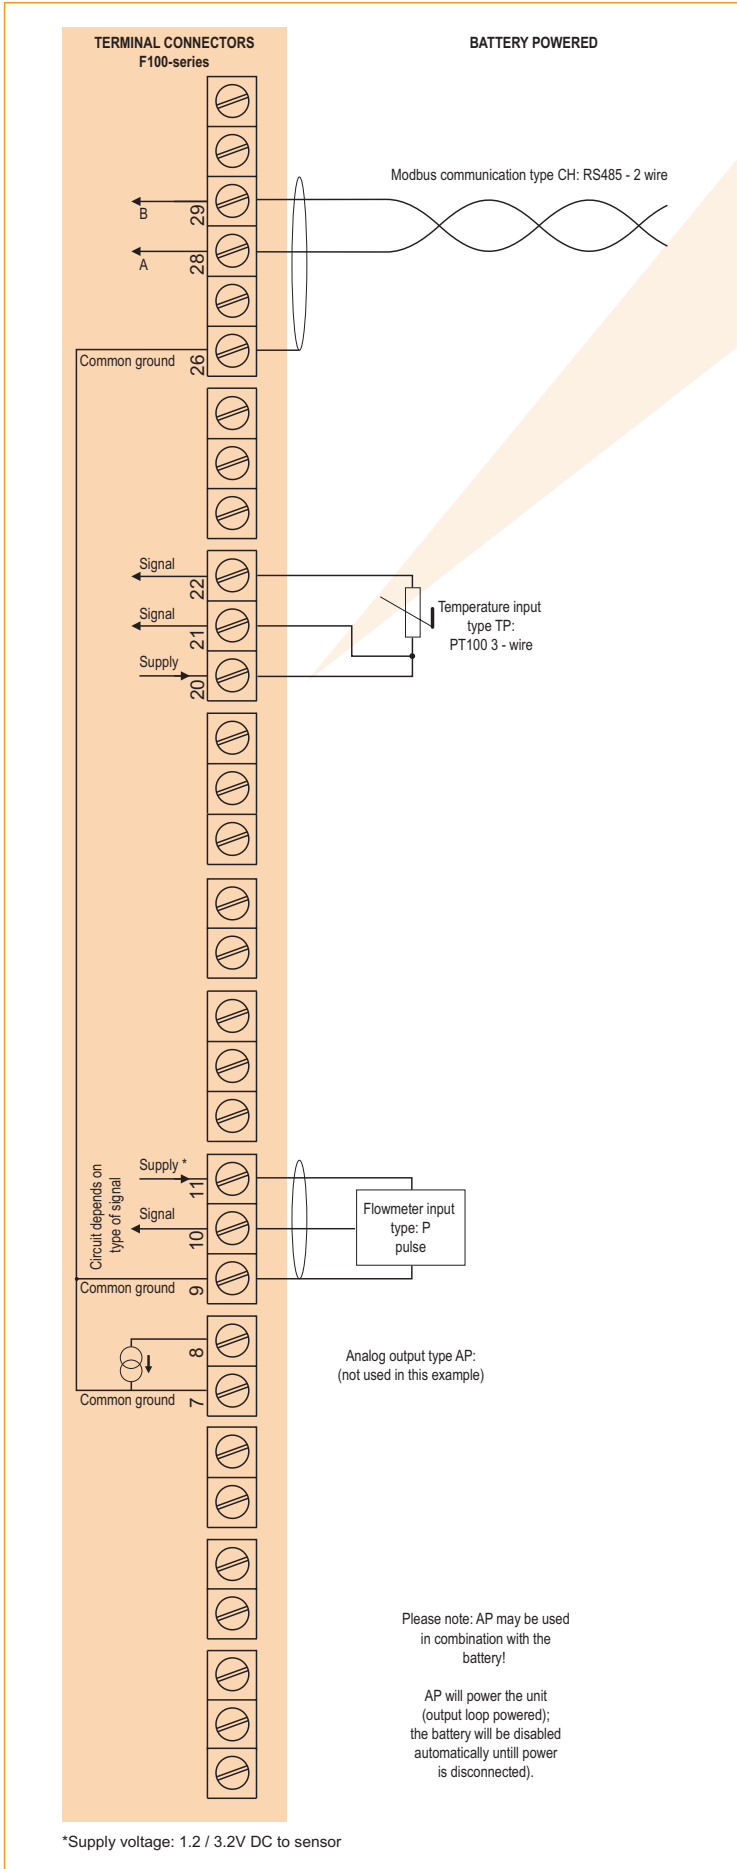 TERMINAL CONNECTORS
F100-series
BATTERY POWERED
Modbus communication type CH: RS485 - 2 wire
B
29
A
28
Common ground
26
Signal
22
Signal
21
Supply
20
Temperature input
type TP:
PT100 3 - wire
Circuit depends on
type of signal
Supply *
11
Signal
10
Common ground
9
Flowmeter input
type: P
pulse
8
Common ground
7
Analog output type AP:
(not used in this example)
Please note: AP may be used
in combination with the
battery!
AP will power the unit
(output loop powered);
the battery will be disabled
automatically untill power
is disconnected).
*Supply voltage: 1.2 / 3.2V DC to sensor